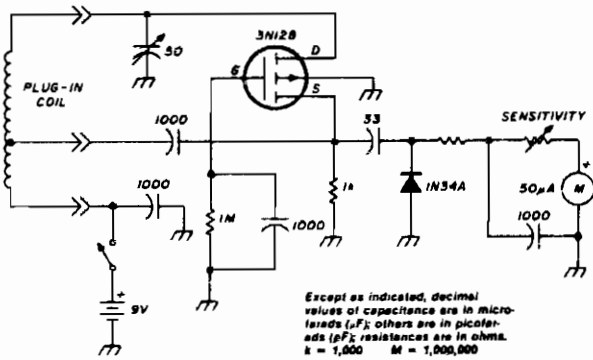 3N128
D
G
S
50
PLUG-IN
COIL
1000
33
SENSITIVITY
1k
1N34A
50µA
M
+
1000
1M
1000
1000
+
9V
Except as indicated, decimal
values of capacitance are in micro-
farads (µF); others are in picofar-
ads (pF); resistances are in ohms.
k = 1,000 M = 1,000,000